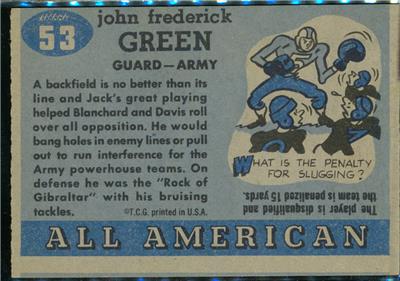 53
john frederick
GREEN
GUARD—ARMY
A backfield is no better than its
line and Jack's great playing
helped Blanchard and Davis roll
over all opposition. He would
bang holes in enemy lines or pull
out to run interference for the
Army powerhouse teams. On
defense he was the "Rock of
Gibraltar" with his bruising
tackles.
©T.C.G. printed in U.S.A.
WHAT IS THE PENALTY
FOR SLUGGING?
The player is disqualified and
the team is penalized 15 yards.
ALL AMERICAN